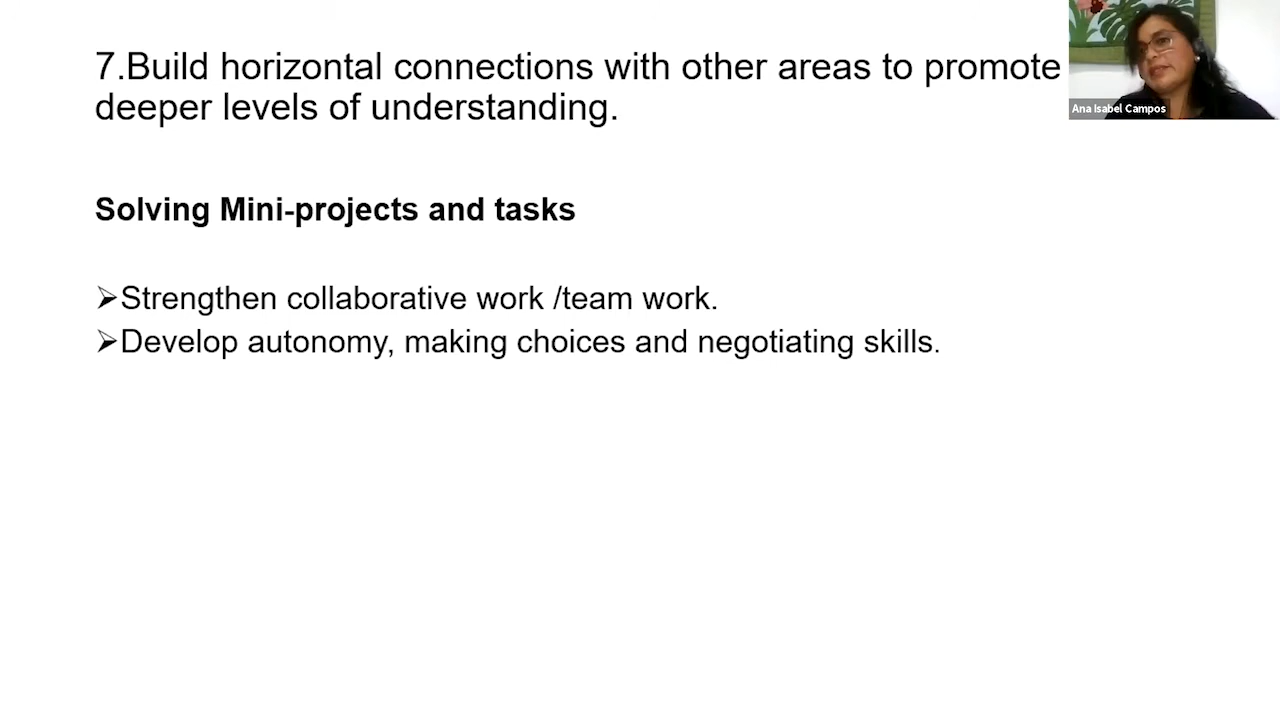 7.Build horizontal connections with other areas to promote
deeper levels of understanding.
Ana Isabel Campos
Solving Mini-projects and tasks
➢Strengthen collaborative work /team work.
➢Develop autonomy, making choices and negotiating skills.